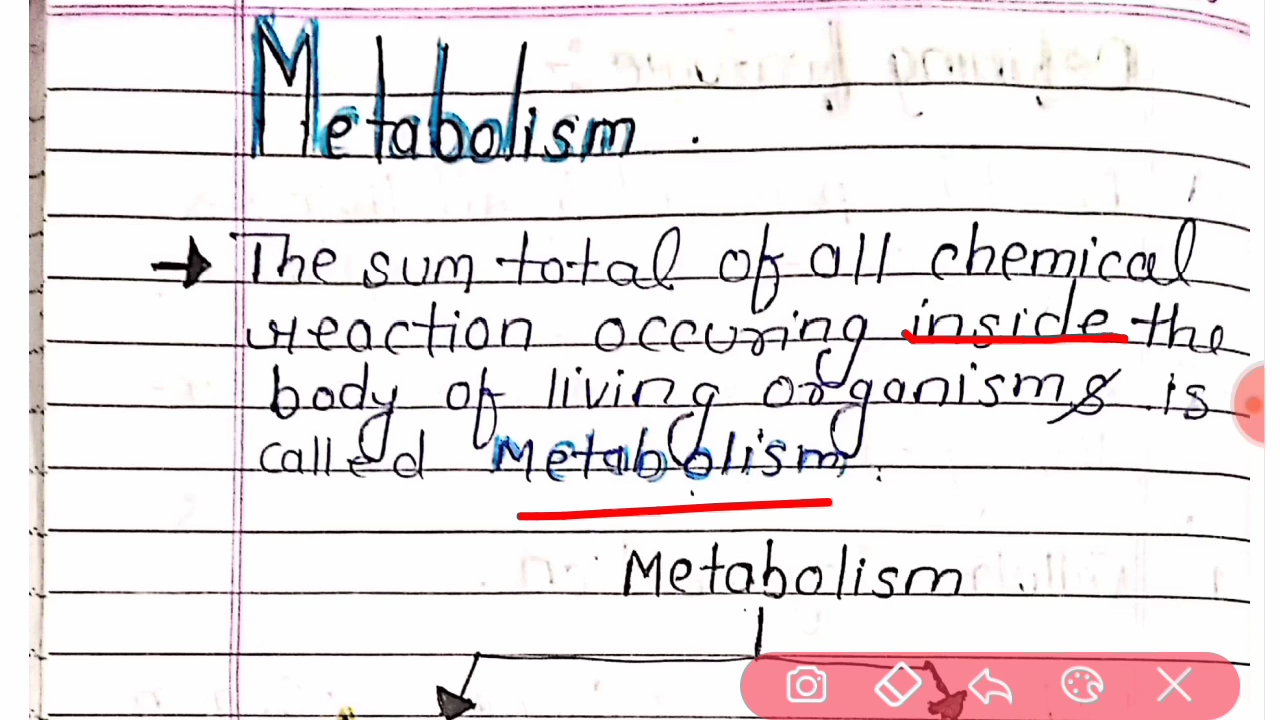 Metabolism.
→ The sum total of all chemical
reaction occuring inside the
body of living organisms is
called Metabolism.
Metabolism.